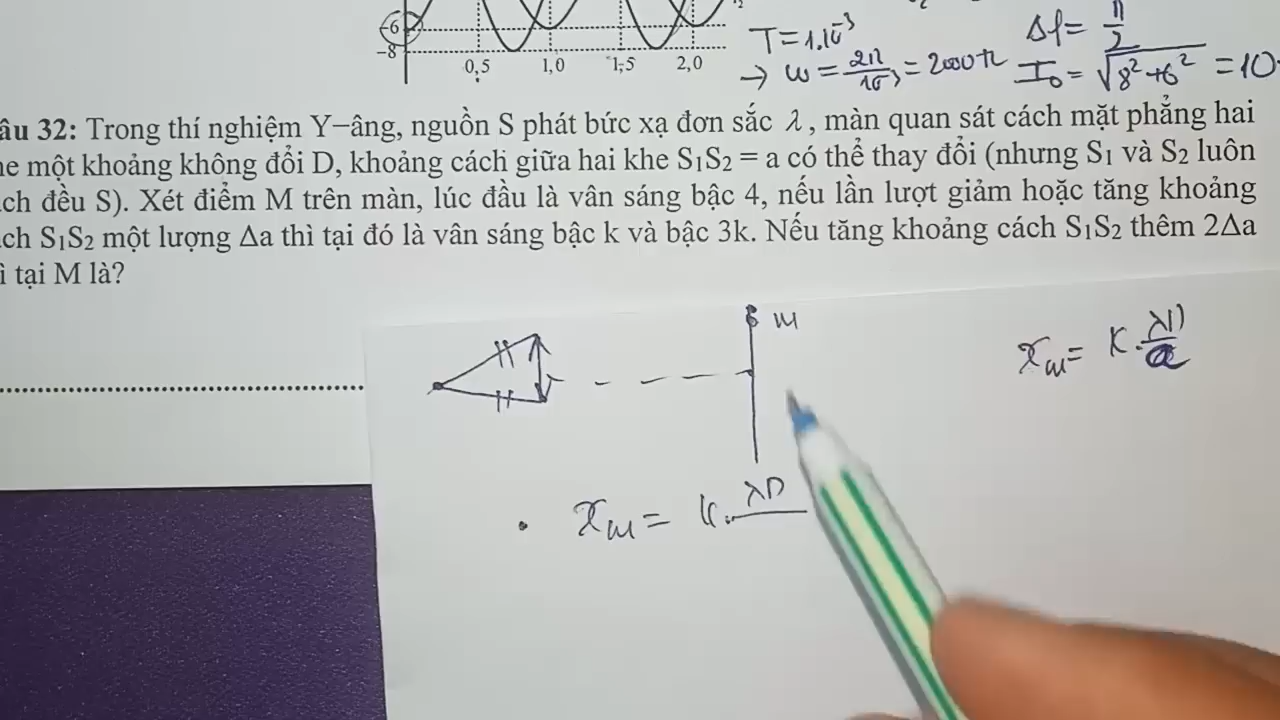 -6
-8
0,5 1,0 1,5 2,0
T = 1.10⁻³
→ ω = 2π/10⁻³ = 2000π
Δφ = π/2
I₀ = √8² + 6² = 10
âu 32: Trong thí nghiệm Y–âng, nguồn S phát bức xạ đơn sắc λ, màn quan sát cách mặt phẳng hai
he một khoảng không đổi D, khoảng cách giữa hai khe S₁S₂ = a có thể thay đổi (nhưng S₁ và S₂ luôn
ch đều S). Xét điểm M trên màn, lúc đầu là vân sáng bậc 4, nếu lần lượt giảm hoặc tăng khoảng
ch S₁S₂ một lượng Δa thì tại đó là vân sáng bậc k và bậc 3k. Nếu tăng khoảng cách S₁S₂ thêm 2Δa
ì tại M là?
M
x_M = k.λD/a
• x_M = k.λD